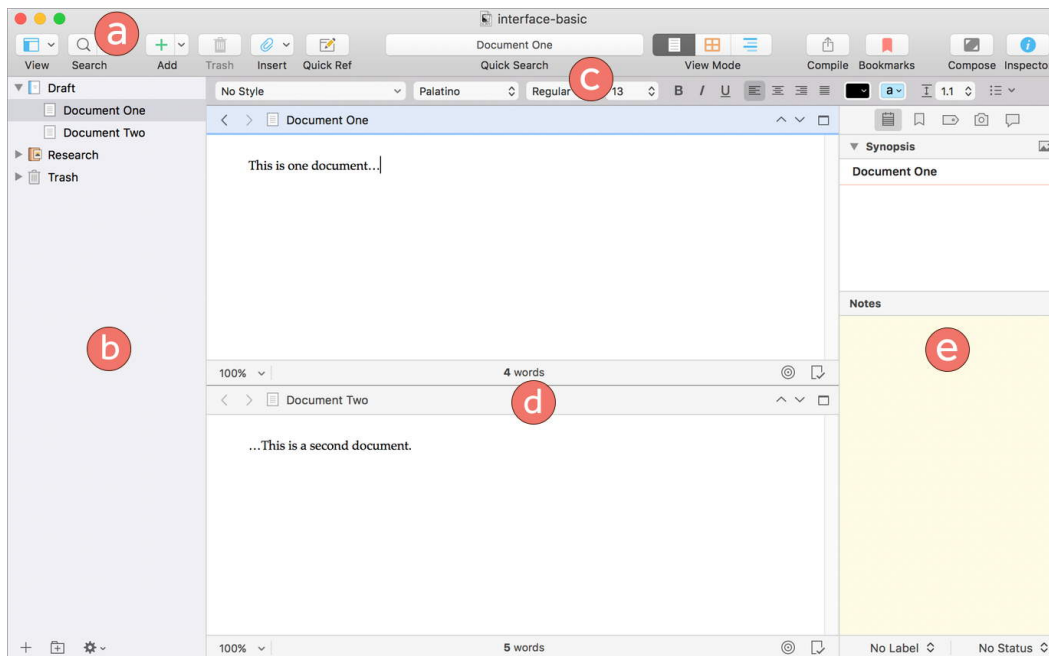 interface-basic
a
Document One
View Search Add Trash Insert Quick Ref Quick Search View Mode Compile Bookmarks Compose Inspecto
c
Draft
No Style Palatino Regular 13 B I U a 1.1
Document One
Document One
Document Two
Research
Synopsis
This is one document…
Trash
Document One
Notes
b
e
100% 4 words
d
Document Two
…This is a second document.
100% 5 words No Label No Status